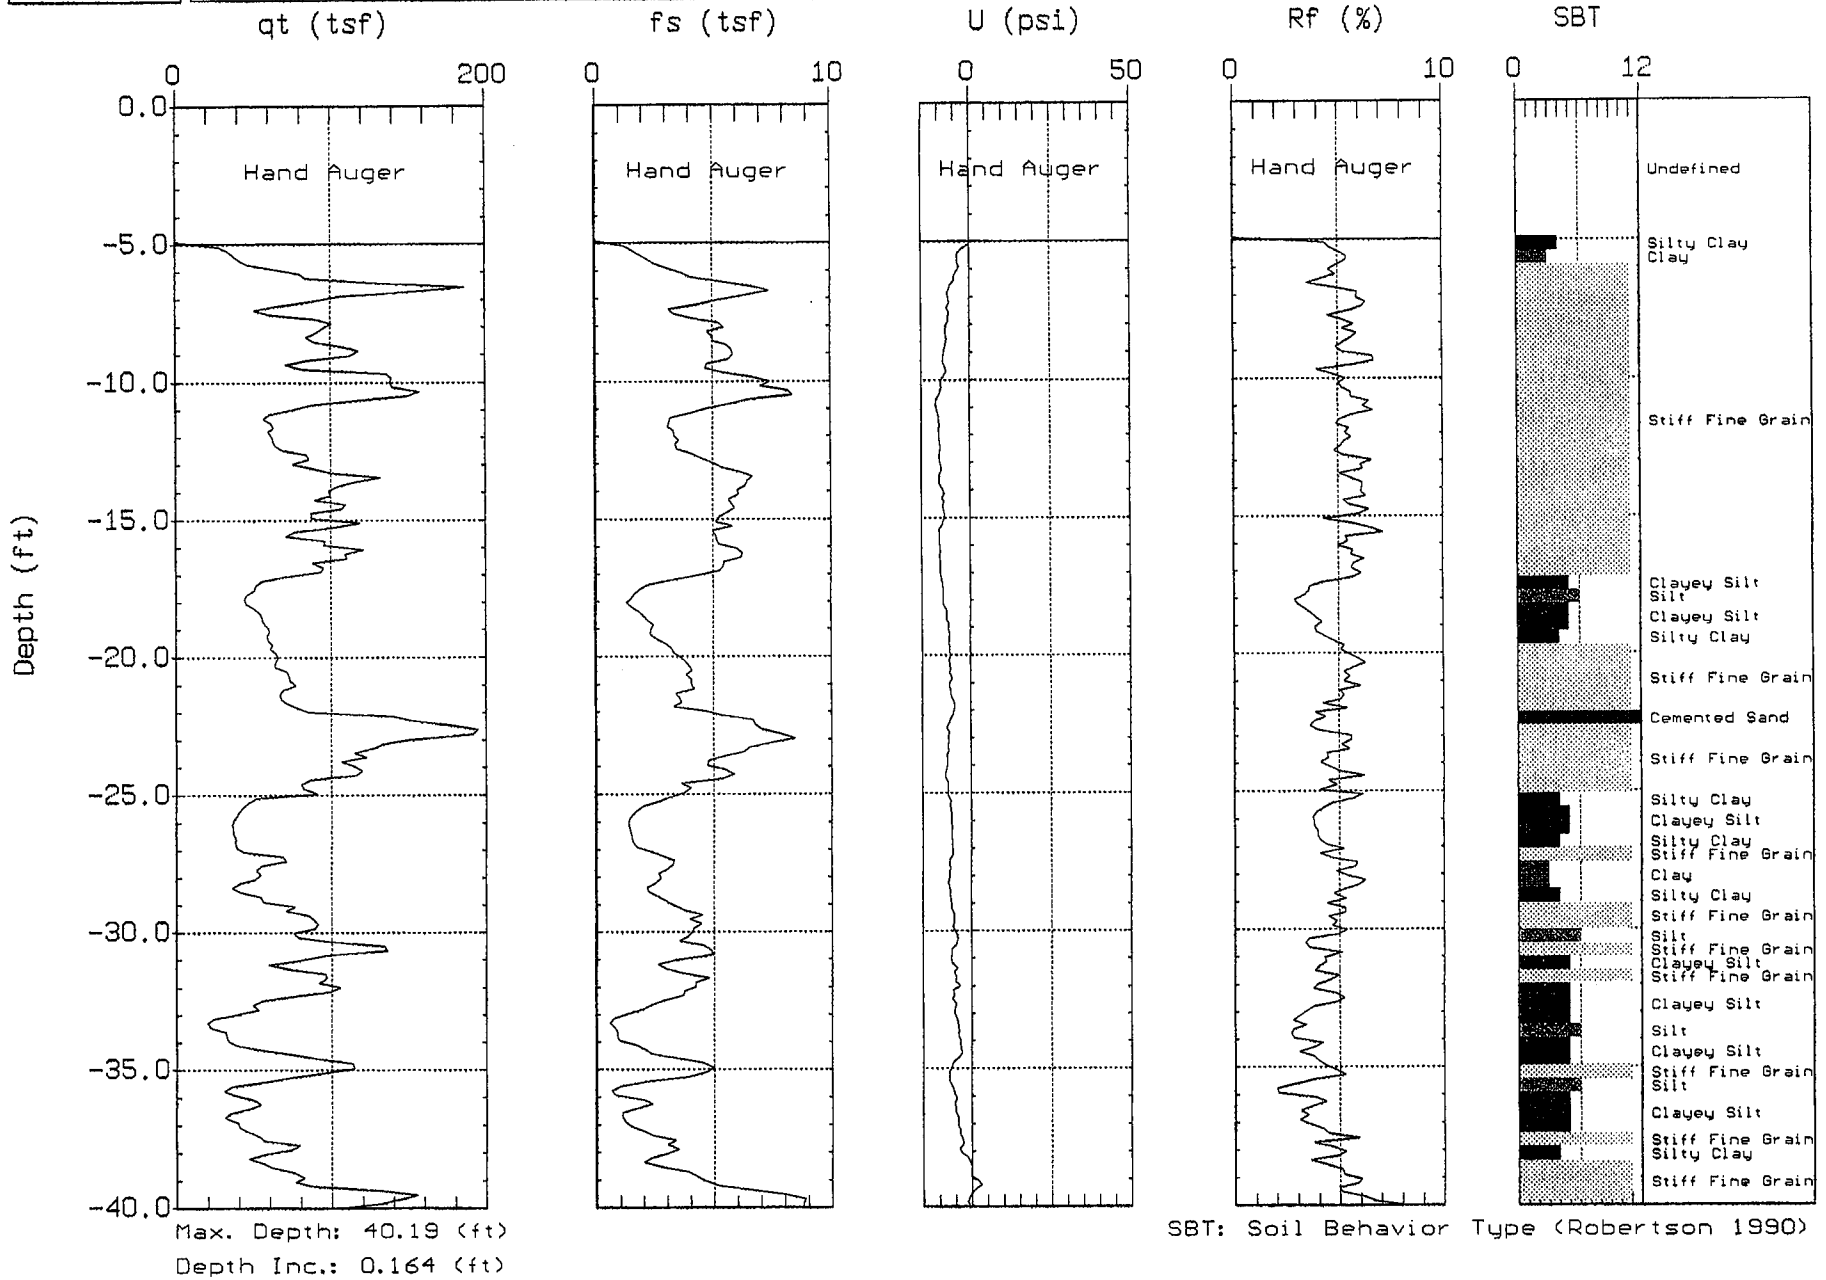 qt (tsf)
fs (tsf)
U (psi)
Rf (%)
SBT
0 200
0 10
0 50
0 10
0 12
Depth (ft)
0.0
-5.0
-10.0
-15.0
-20.0
-25.0
-30.0
-35.0
-40.0
Hand Auger
Hand Auger
Hand Auger
Hand Auger
Undefined
Silty Clay
Clay
Stiff Fine Grain
Clayey Silt
Silt
Clayey Silt
Silty Clay
Stiff Fine Grain
Cemented Sand
Stiff Fine Grain
Silty Clay
Clayey Silt
Silty Clay
Stiff Fine Grain
Clay
Silty Clay
Stiff Fine Grain
Silt
Stiff Fine Grain
Clayey Silt
Stiff Fine Grain
Clayey Silt
Silt
Clayey Silt
Stiff Fine Grain
Silt
Clayey Silt
Stiff Fine Grain
Silty Clay
Stiff Fine Grain
Max. Depth: 40.19 (ft)
Depth Inc.: 0.164 (ft)
SBT: Soil Behavior Type (Robertson 1990)